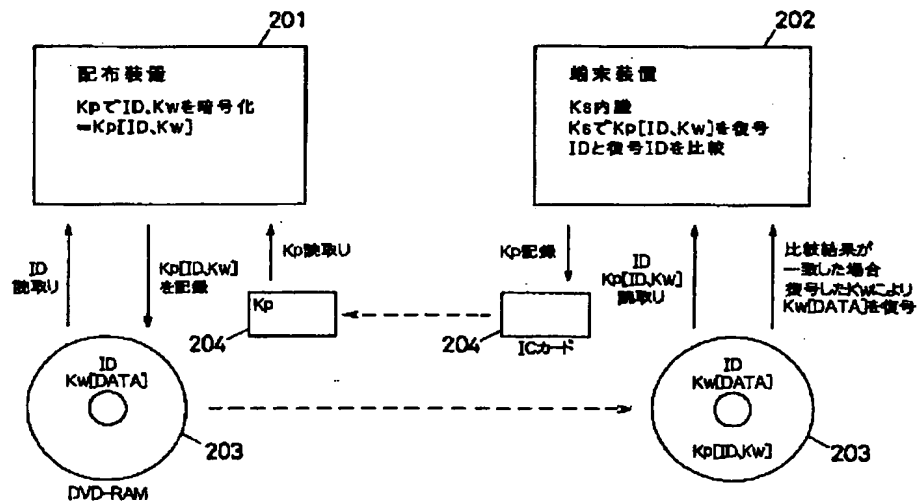 201
配布装置
KpでID、Kwを暗号化
=Kp[ID,Kw]
202
端末装置
Ks内蔵
KsでKp[ID,Kw]を復号
IDと復号IDを比較
ID
読取り
Kp[ID,Kw]
を記録
Kp読取り
Kp
204
Kp記録
204
ICカード
ID
Kp[ID,Kw]
読取り
比較結果が
一致した場合
復号したKwにより
Kw[DATA]を復号
ID
Kw[DATA]
203
DVD-RAM
ID
Kw[DATA]
Kp[ID,Kw]
203